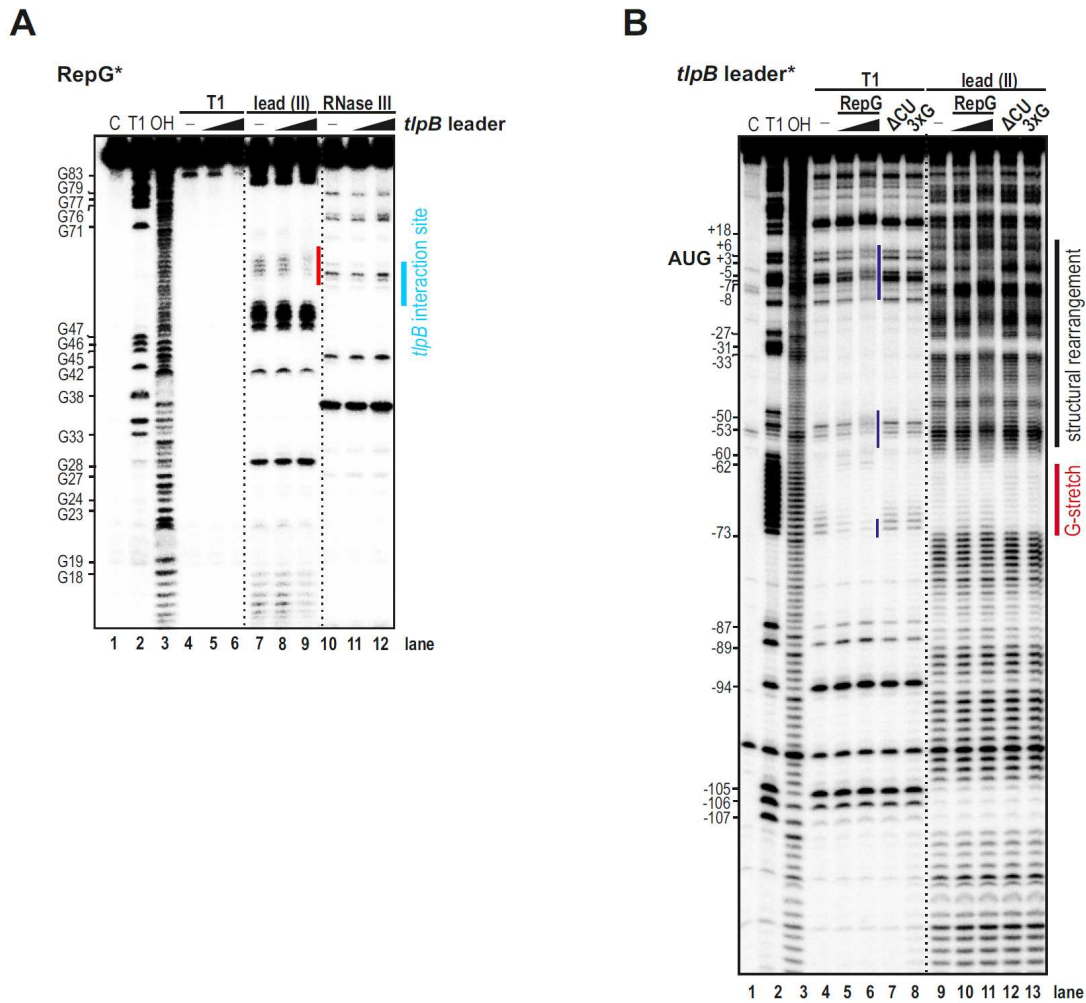 A
RepG*
T1 lead (II) RNase III
C T1 OH – – – tlpB leader
G83
G79
G77
G76
G71
G47
G46
G45
G42
G38
G33
G28
G27
G24
G23
G19
G18
tlpB interaction site
1 2 3 4 5 6 7 8 9 10 11 12 lane
B
tlpB leader*
T1 lead (II)
RepG RepG
C T1 OH – ΔCU 3xG – ΔCU 3xG
+18
+6
AUG +3
-5
-7
-8
-27
-31
-33
-50
-53
-60
-62
-73
-87
-89
-94
-105
-106
-107
structural rearrangement
G-stretch
1 2 3 4 5 6 7 8 9 10 11 12 13 lane